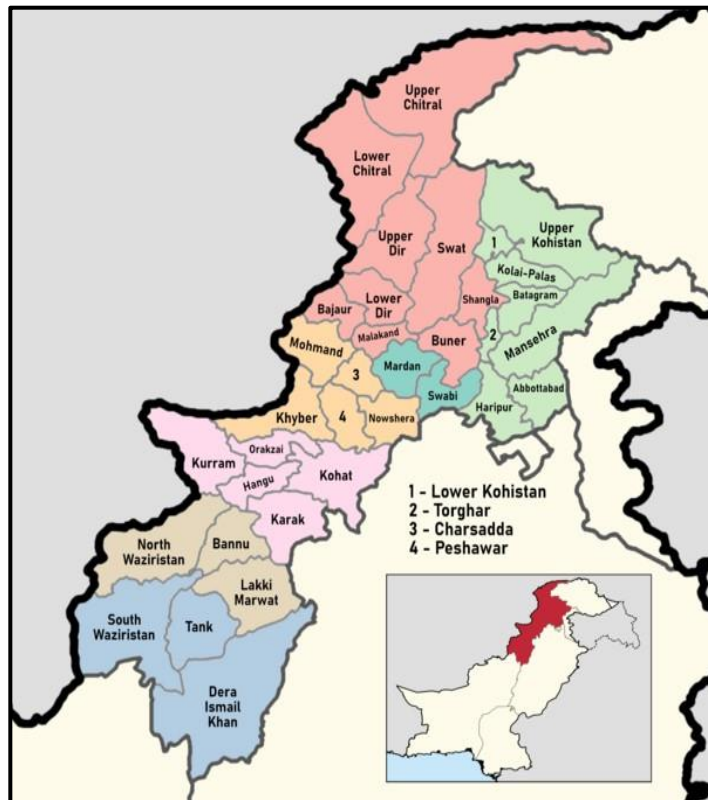 Upper
Chitral
Lower
Chitral
Upper
Dir
Swat
Upper
Kohistan
1
Kolai-Palas
Batagram
Shangla
Lower
Dir
Bajaur
Malakand
Buner
2
Mansehra
Mohmand
3
Mardan
Swabi
Haripur
Abbottabad
Khyber
4
Nowshera
Orakzai
Kurram
Hangu
Kohat
Karak
1 - Lower Kohistan
2 - Torghar
3 - Charsadda
4 - Peshawar
North
Waziristan
Bannu
Lakki
Marwat
South
Waziristan
Tank
Dera
Ismail
Khan